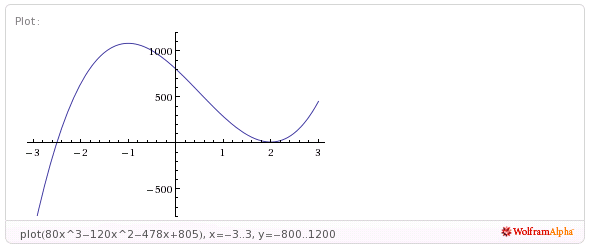 Plot:
1000
500
−3 −2 −1 1 2 3
−500
plot(80x^3−120x^2−478x+805), x=−3..3, y=−800..1200
WolframAlpha